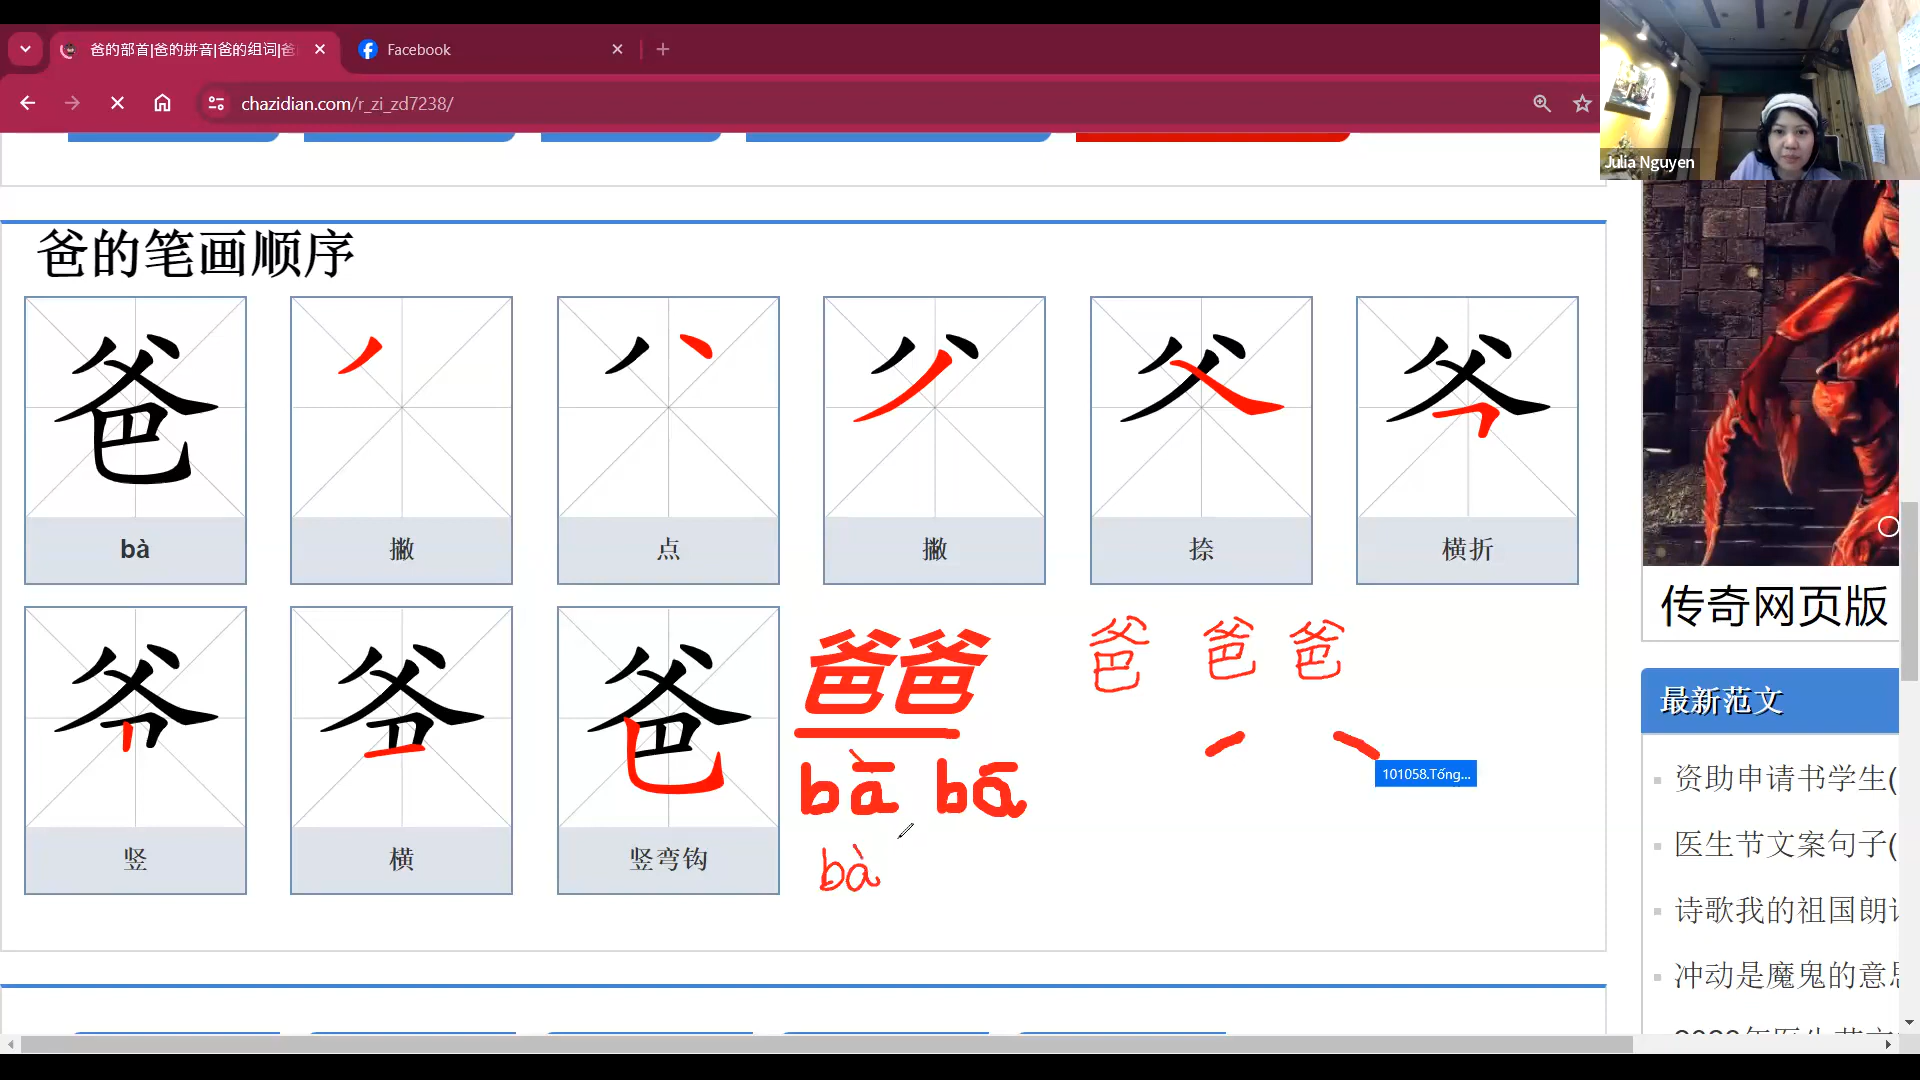 爸的部首|爸的拼音|爸的组词|爸
Facebook
chazidian.com/r_zi_zd7238/
Julia Nguyen
爸的笔画顺序
bà
撇
点
撇
捺
横折
竖
横
竖弯钩
爸爸
爸 爸 爸
bà bā
bà
101058.Tống...
传奇网页版
最新范文
资助申请书学生(
医生节文案句子(
诗歌我的祖国朗
冲动是魔鬼的意